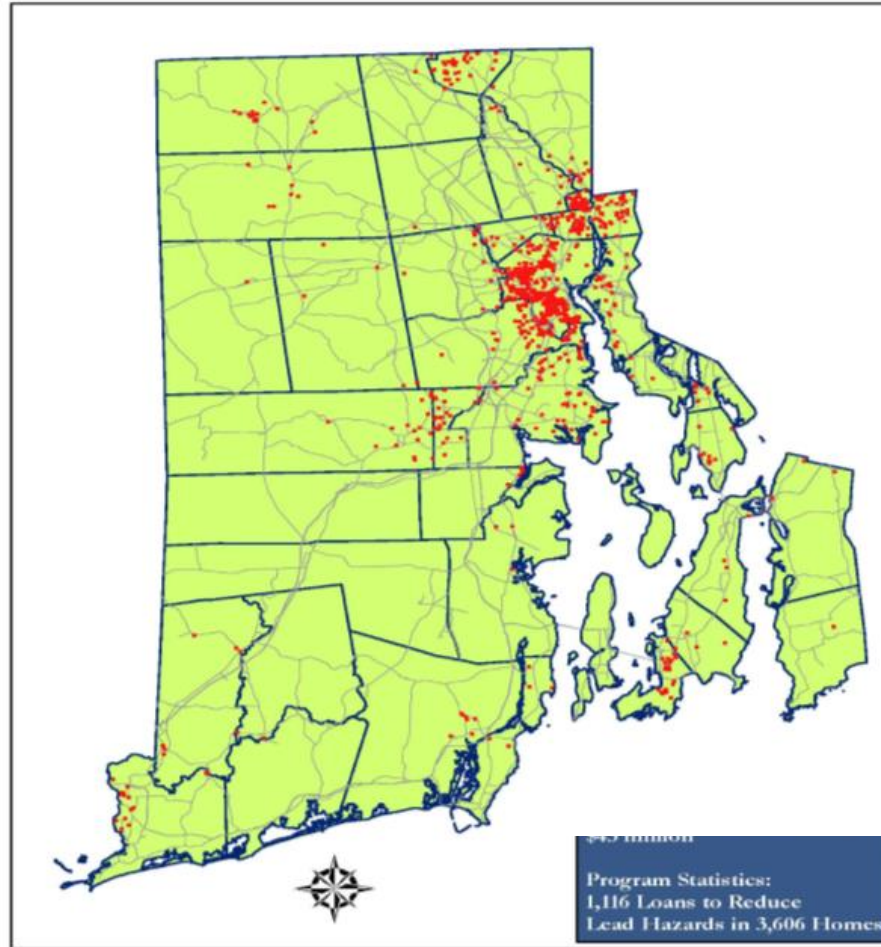 Program Statistics:
1,116 Loans to Reduce
Lead Hazards in 3,606 Homes